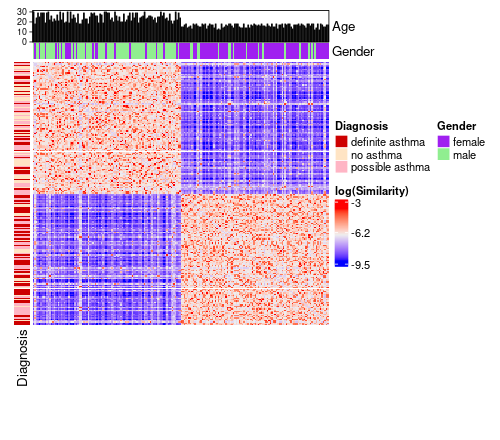 30
20
10
0
Age
Gender
Diagnosis
definite asthma
no asthma
possible asthma
Gender
female
male
log(Similarity)
-3
-6.2
-9.5
Diagnosis